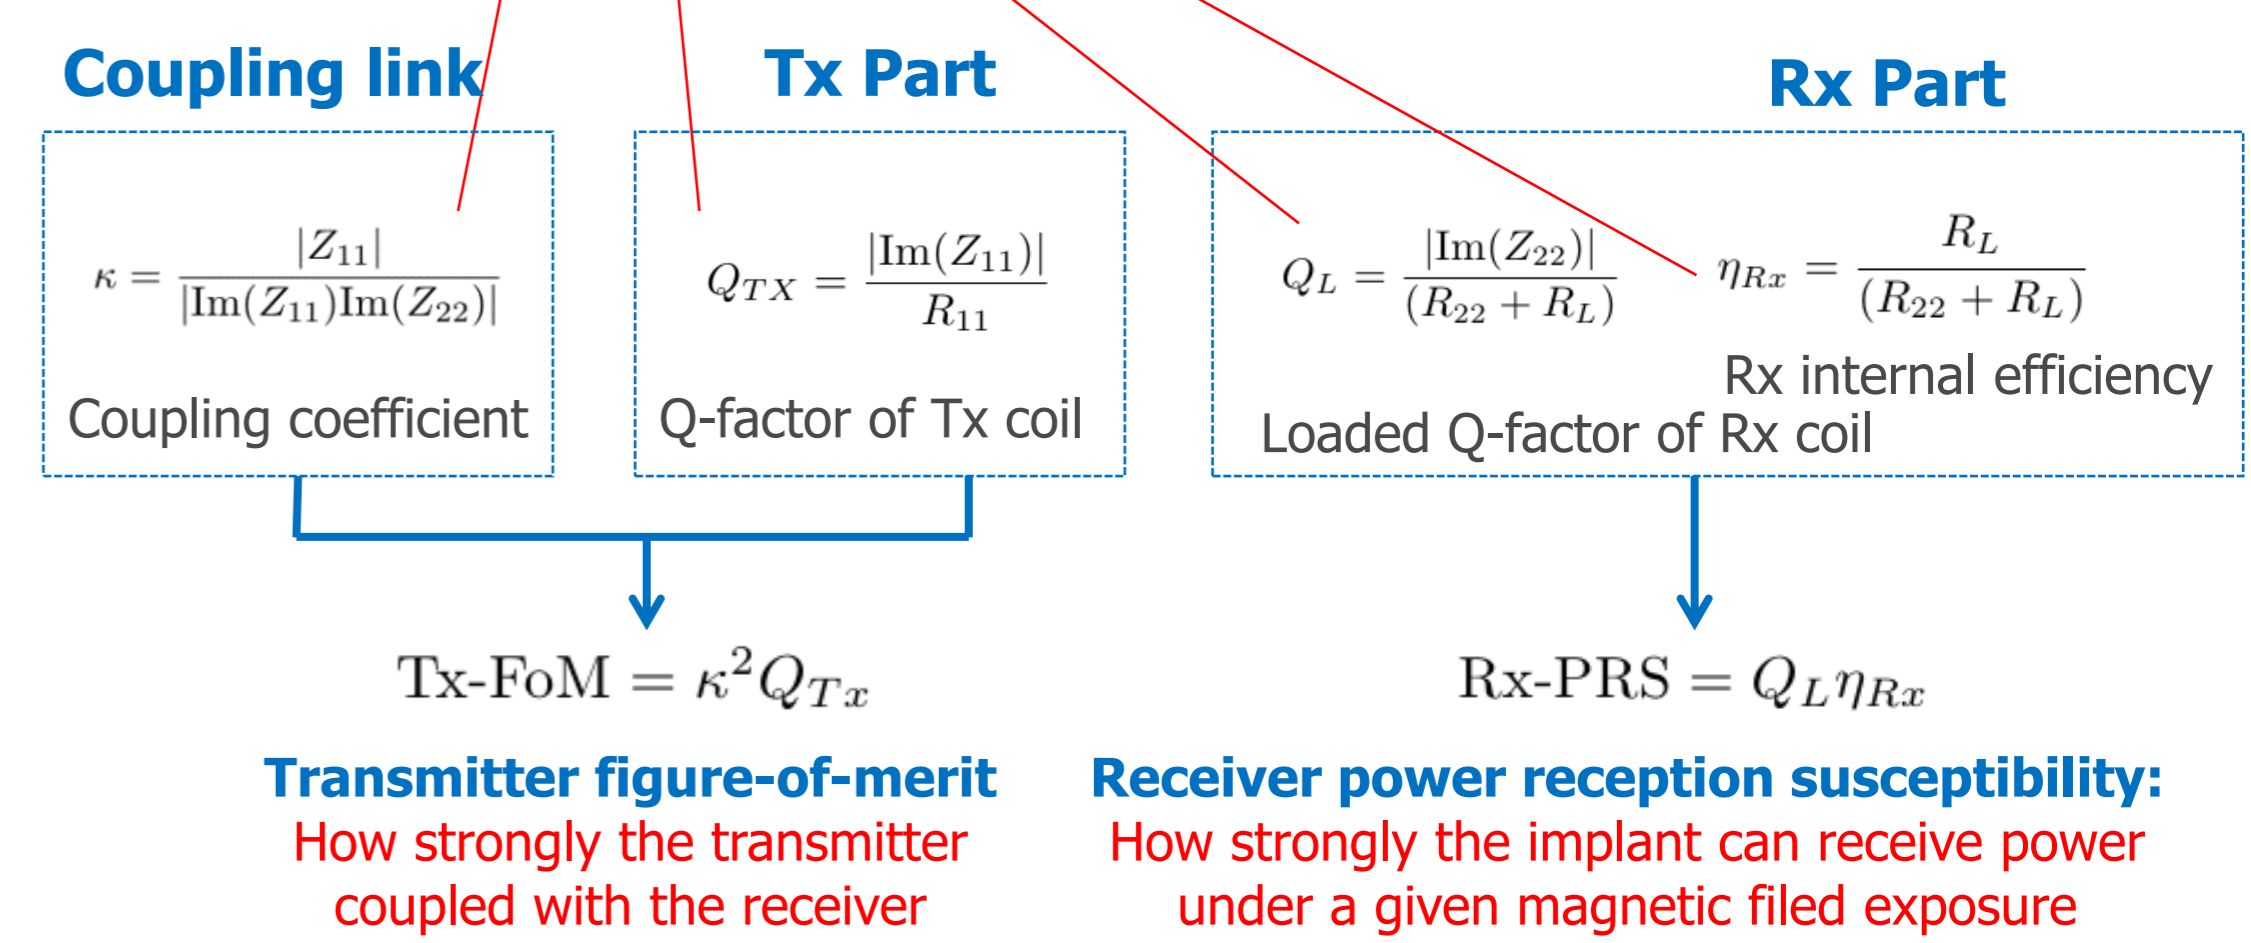 Coupling link
Tx Part
Rx Part
κ = |Z₁₁| / |Im(Z₁₁)Im(Z₂₂)|
Q_TX = |Im(Z₁₁)| / R₁₁
Q_L = |Im(Z₂₂)| / (R₂₂ + R_L)
η_Rx = R_L / (R₂₂ + R_L)
Coupling coefficient
Q-factor of Tx coil
Rx internal efficiency
Loaded Q-factor of Rx coil
Tx-FoM = κ²Q_Tx
Rx-PRS = Q_L η_Rx
Transmitter figure-of-merit
How strongly the transmitter
coupled with the receiver
Receiver power reception susceptibility:
How strongly the implant can receive power
under a given magnetic filed exposure